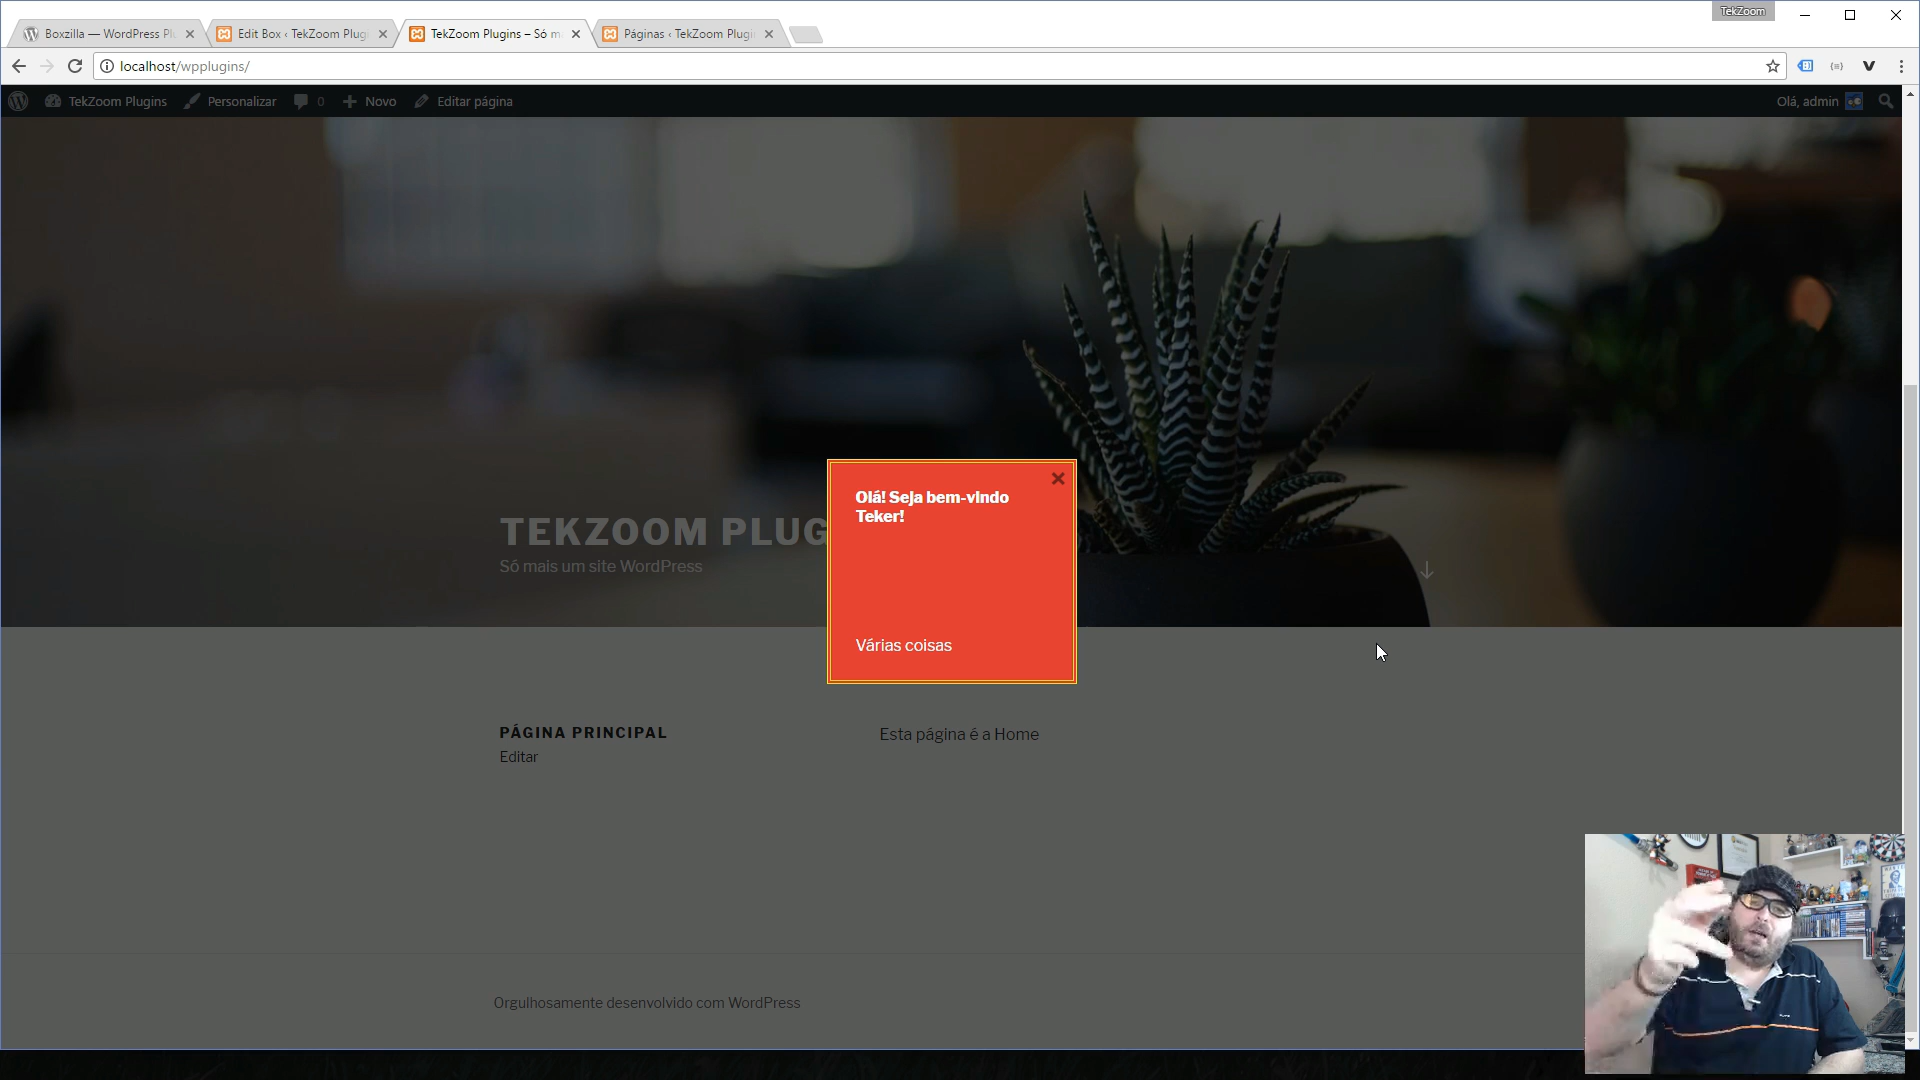 TekZoom
Boxzilla — WordPress Pl
Edit Box ‹ TekZoom Plug
TekZoom Plugins – Só m
Páginas ‹ TekZoom Plugi
localhost/wpplugins/
TekZoom Plugins
Personalizar
0
Novo
Editar página
Olá, admin
Olá! Seja bem-vindo
Teker!
TEKZOOM PLUG
Só mais um site WordPress
Várias coisas
PÁGINA PRINCIPAL
Esta página é a Home
Editar
Orgulhosamente desenvolvido com WordPress